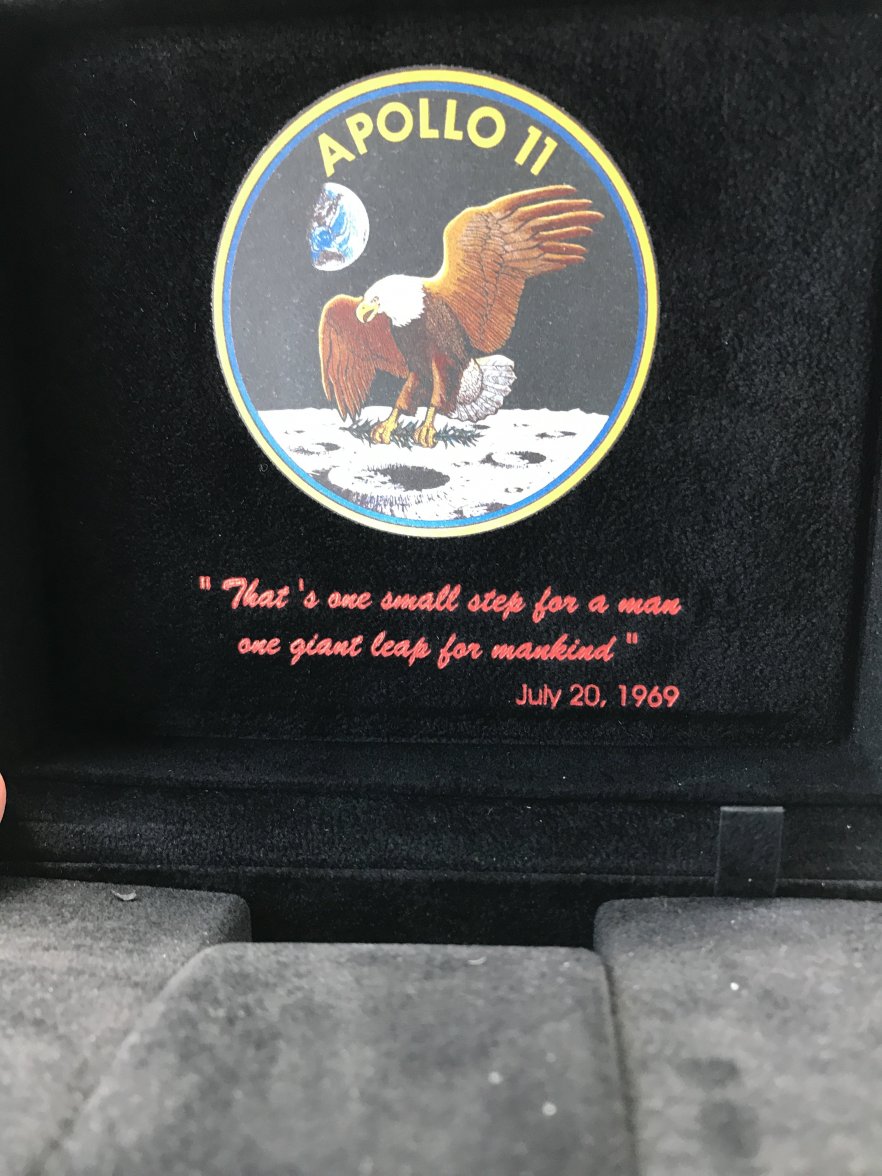 APOLLO 11
" That 's one small step for a man
one giant leap for mankind "
July 20, 1969